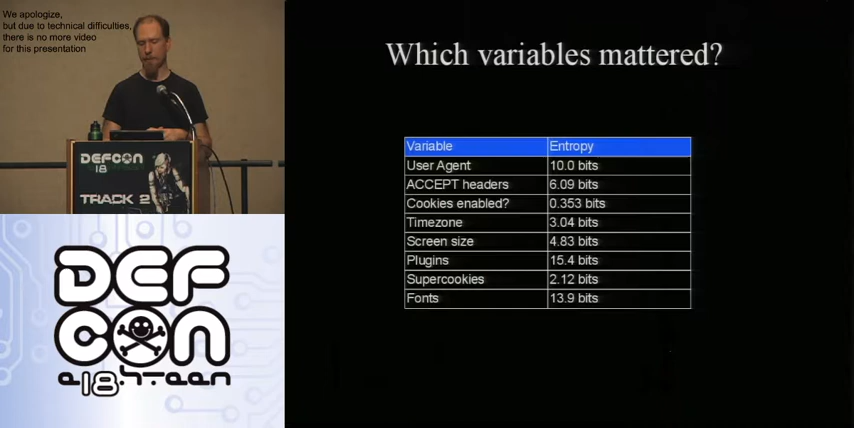 We apologize,
but due to technical difficulties,
there is no more video
for this presentation
DEFCON
18
TRACK 2
DEF
CON
18
Which variables mattered?
Variable Entropy
User Agent 10.0 bits
ACCEPT headers 6.09 bits
Cookies enabled? 0.353 bits
Timezone 3.04 bits
Screen size 4.83 bits
Plugins 15.4 bits
Supercookies 2.12 bits
Fonts 13.9 bits